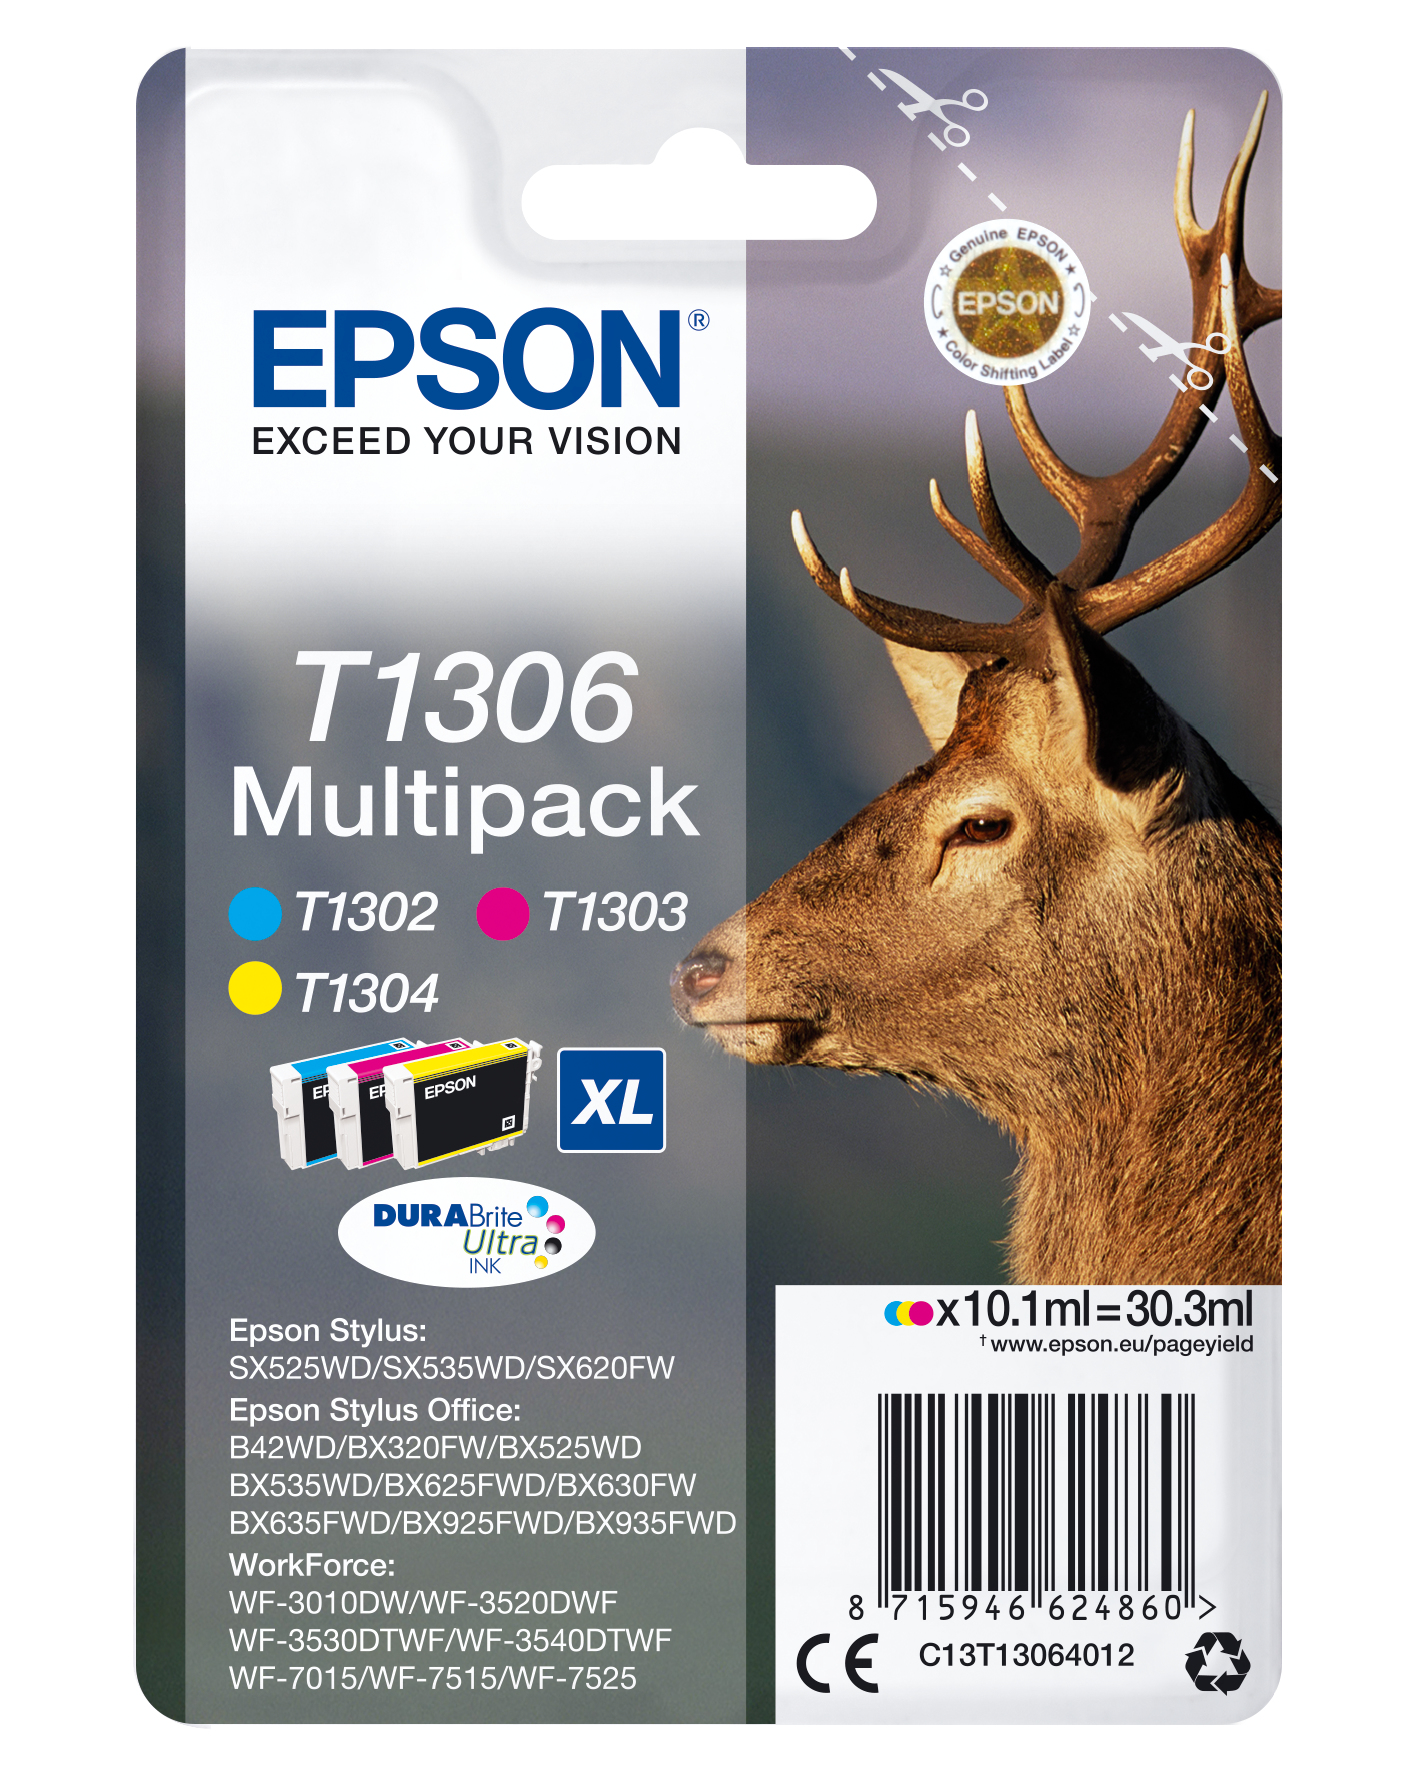 Genuine EPSON
EPSON
Color Shifting Label
EPSON®
EXCEED YOUR VISION
T1306
Multipack
T1302 T1303
T1304
EP EP EPSON
XL
DURABrite
Ultra
INK
Epson Stylus:
SX525WD/SX535WD/SX620FW
Epson Stylus Office:
B42WD/BX320FW/BX525WD
BX535WD/BX625FWD/BX630FW
BX635FWD/BX925FWD/BX935FWD
WorkForce:
WF-3010DW/WF-3520DWF
WF-3530DTWF/WF-3540DTWF
WF-7015/WF-7515/WF-7525
x10.1ml=30.3ml
†www.epson.eu/pageyield
8 715946 624860 >
CE C13T13064012